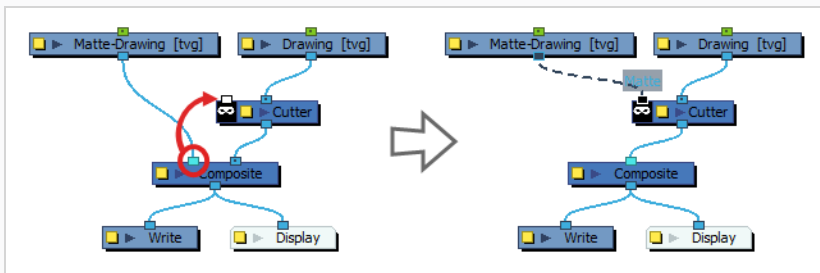 Matte-Drawing [tvg]
Drawing [tvg]
Cutter
Composite
Write
Display
Matte-Drawing [tvg]
Drawing [tvg]
Matte
Cutter
Composite
Write
Display